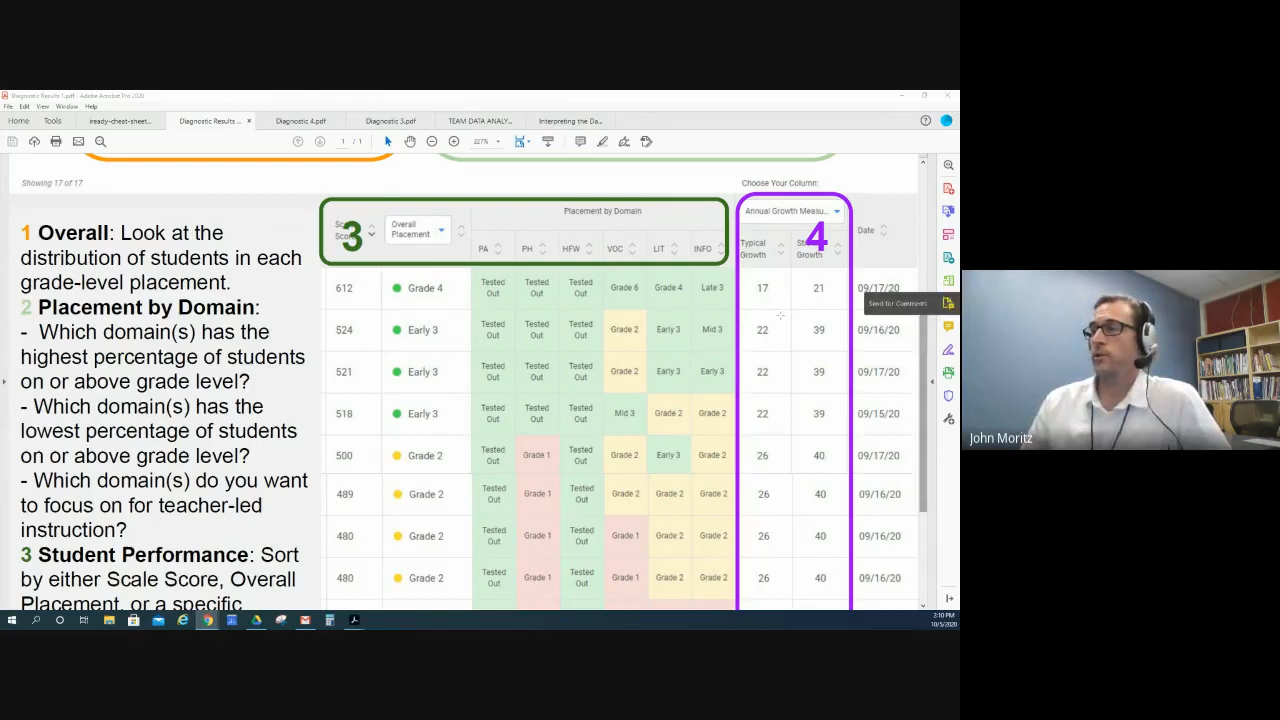 Diagnostic Results 1.pdf - Adobe Acrobat Pro 2020
File Edit View Window Help
Home Tools iready-cheat-sheet... Diagnostic Results ... × Diagnostic 4.pdf Diagnostic 3.pdf TEAM DATA ANALY... Interpreting the Da...
1 / 1 227%
Showing 17 of 17
Choose Your Column:
1 Overall: Look at the
distribution of students in each
grade-level placement.
2 Placement by Domain:
- Which domain(s) has the
highest percentage of students
on or above grade level?
- Which domain(s) has the
lowest percentage of students
on or above grade level?
- Which domain(s) do you want
to focus on for teacher-led
instruction?
3 Student Performance: Sort
by either Scale Score, Overall
Placement, or a specific
3
Overall
Placement
Placement by Domain
PA PH HFW VOC LIT INFO
Annual Growth Measu...
4
Typical
Growth
Growth
Date
612 Grade 4 Tested Out Tested Out Tested Out Grade 6 Grade 4 Late 3 17 21 09/17/20
Send for Comments
524 Early 3 Tested Out Tested Out Tested Out Grade 2 Early 3 Mid 3 22 39 09/16/20
521 Early 3 Tested Out Tested Out Tested Out Grade 2 Early 3 Early 3 22 39 09/17/20
518 Early 3 Tested Out Tested Out Tested Out Mid 3 Grade 2 Grade 2 22 39 09/15/20
500 Grade 2 Tested Out Grade 1 Tested Out Grade 2 Early 3 Grade 2 26 40 09/17/20
489 Grade 2 Tested Out Grade 1 Tested Out Grade 2 Grade 2 Grade 2 26 40 09/16/20
480 Grade 2 Tested Out Grade 1 Tested Out Grade 1 Grade 2 Grade 2 26 40 09/16/20
480 Grade 2 Tested Out Grade 1 Tested Out Grade 1 Grade 2 Grade 2 26 40 09/16/20
John Moritz
10/5/2020